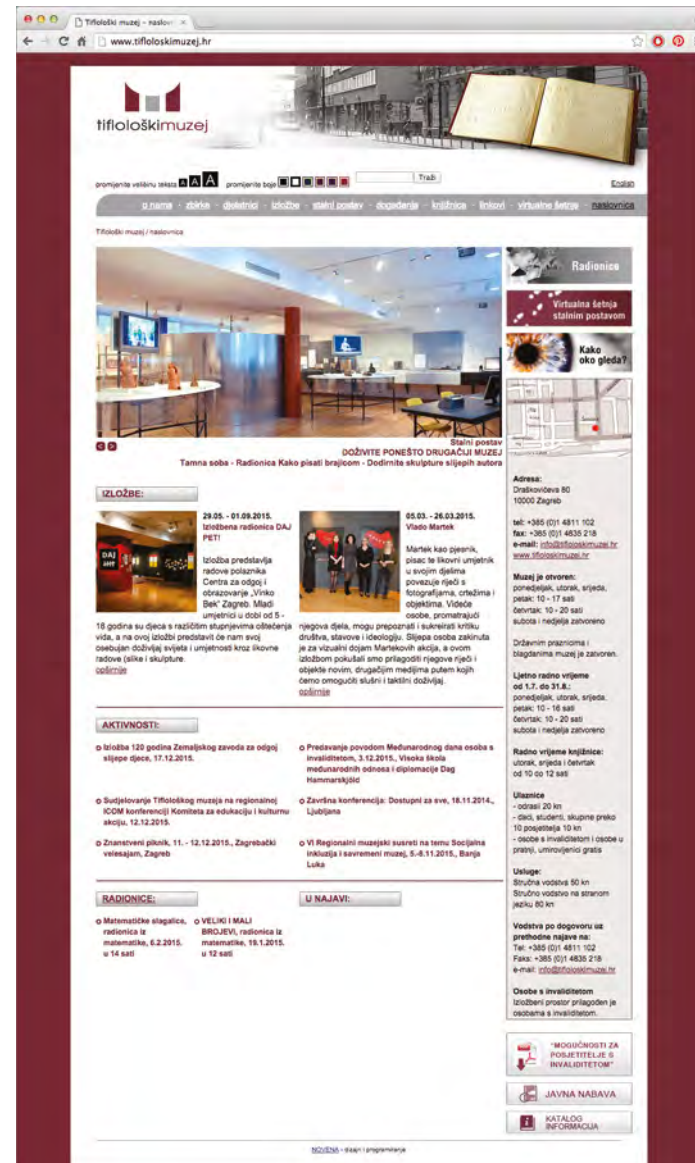 Tiflološki muzej - naslov
www.tifloloskimuzej.hr
tiflološkimuzej
promijenite veličinu teksta A A A promijenite boje Traži English
o nama - zbirke - djelatnici - izložbe - stalni postav - događanja - knjižnica - linkovi - virtualne šetnje - naslovnica
Tiflološki muzej / naslovnica
Stalni postav
DOŽIVITE PONEŠTO DRUGAČIJI MUZEJ
Tamna soba - Radionica Kako pisati brajicom - Dodirnite skulpture slijepih autora
IZLOŽBE:
29.05. - 01.09.2015.
Izložbena radionica DAJ
PET!
Izložba predstavlja
radove polaznika
Centra za odgoj i
obrazovanje „Vinko
Bek" Zagreb. Mladi
umjetnici u dobi od 5 -
18 godina su djeca s različitim stupnjevima oštećenja
vida, a na ovoj izložbi predstavit će nam svoj
osebujan doživljaj svijeta i umjetnosti kroz likovne
radove (slike i skulpture.
opširnije
05.03. - 26.03.2015.
Vlado Martek
Martek kao pjesnik,
pisac te likovni umjetnik
u svojim djelima
povezuje riječi s
fotografijama, crtežima i
objektima. Videće
osobe, promatrajući
njegova djela, mogu prepoznati i sukreirati kritiku
društva, stavove i ideologiju. Slijepa osoba zakinuta
je za vizualni dojam Martekovih akcija, a ovom
izložbom pokušali smo prilagoditi njegove riječi i
objekte novim, drugačijim medijima putem kojih
ćemo omogućiti slušni i taktilni doživljaj.
opširnije
AKTIVNOSTI:
Izložba 120 godina Zemaljskog zavoda za odgoj
slijepe djece, 17.12.2015.
Predavanje povodom Međunarodnog dana osoba s
invaliditetom, 3.12.2015., Visoka škola
međunarodnih odnosa i diplomacije Dag
Hammarskjöld
Sudjelovanje Tiflološkog muzeja na regionalnoj
ICOM konferenciji Komiteta za edukaciju i kulturnu
akciju, 12.12.2015.
Završna konferencija: Dostupni za sve, 18.11.2014.,
Ljubljana
Znanstveni piknik, 11. - 12.12.2015., Zagrebački
velesajam, Zagreb
VI Regionalni muzejski susreti na temu Socijalna
inkluzija i savremeni muzej, 5.-8.11.2015., Banja
Luka
RADIONICE:
Matematičke slagalice,
radionica iz
matematike, 6.2.2015.
u 14 sati
VELIKI I MALI
BROJEVI, radionica iz
matematike, 19.1.2015.
u 12 sati
U NAJAVI:
Radionice
Virtualna šetnja
stalnim postavom
Kako
oko gleda?
Adresa:
Draškovićeva 80
10000 Zagreb
tel: +385 (0)1 4811 102
fax: +385 (0)1 4835 218
e-mail: info@tifloloskimuzej.hr
www.tifloloskimuzej.hr
Muzej je otvoren:
ponedjeljak, utorak, srijeda,
petak: 10 - 17 sati
četvrtak: 10 - 20 sati
subota i nedjelja zatvoreno
Državnim praznicima i
blagdanima muzej je zatvoren.
Ljetno radno vrijeme
od 1.7. do 31.8.:
ponedjeljak, utorak, srijeda,
petak: 10 - 16 sati
četvrtak: 10 - 20 sati
subota i nedjelja zatvoreno
Radno vrijeme knjižnice:
utorak, srijeda i četvrtak
od 10 do 12 sati
Ulaznice
- odrasli 20 kn
- djeci, studenti, skupine preko
10 posjetitelja 10 kn
- osobe s invaliditetom i osobe u
pratnji, umirovljenici gratis
Usluge:
Stručna vodstva 50 kn
Stručno vodstvo na stranom
jeziku 80 kn
Vodstva po dogovoru uz
prethodne najave na:
Tel: +385 (0)1 4811 102
Faks: +385 (0)1 4835 218
e-mail: info@tifloloskimuzej.hr
Osobe s invaliditetom
Izložbeni prostor prilagođen je
osobama s invaliditetom.
"MOGUĆNOSTI ZA
POSJETITELJE S
INVALIDITETOM"
JAVNA NABAVA
KATALOG
INFORMACIJA
NOVENA - dizajn i programiranje